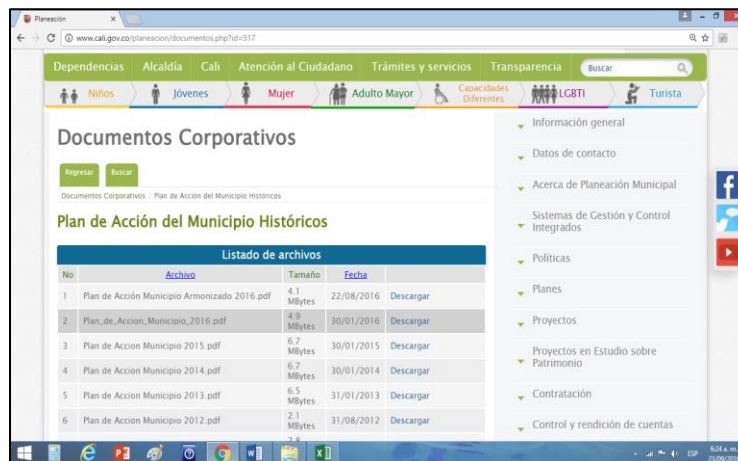 Planeación
www.cali.gov.co/planeacion/documentos.php?id=317
Dependencias Alcaldía Cali Atención al Ciudadano Trámites y servicios Transparencia Buscar
Niños Jóvenes Mujer Adulto Mayor Capacidades Diferentes LGBTI Turista
Documentos Corporativos
Regresar Buscar
Documentos Corporativos | Plan de Acción del Municipio Históricos
Plan de Acción del Municipio Históricos
Listado de archivos
No Archivo Tamaño Fecha
1 Plan de Acción Municipio Armonizado 2016.pdf 4.1 MBytes 22/08/2016 Descargar
2 Plan_de_Accion_Municipio_2016.pdf 4.9 MBytes 30/01/2016 Descargar
3 Plan de Accion Municipio 2015.pdf 6.7 MBytes 30/01/2015 Descargar
4 Plan de Accion Municipio 2014.pdf 6.7 MBytes 30/01/2014 Descargar
5 Plan de Accion Municipio 2013.pdf 6.5 MBytes 31/01/2013 Descargar
6 Plan de Accion Municipio 2012.pdf 2.1 MBytes 31/08/2012 Descargar
Información general
Datos de contacto
Acerca de Planeación Municipal
Sistemas de Gestión y Control
Integrados
Políticas
Planes
Proyectos
Proyectos en Estudio sobre
Patrimonio
Contratación
Control y rendición de cuentas
ESP
6:24 a. m.